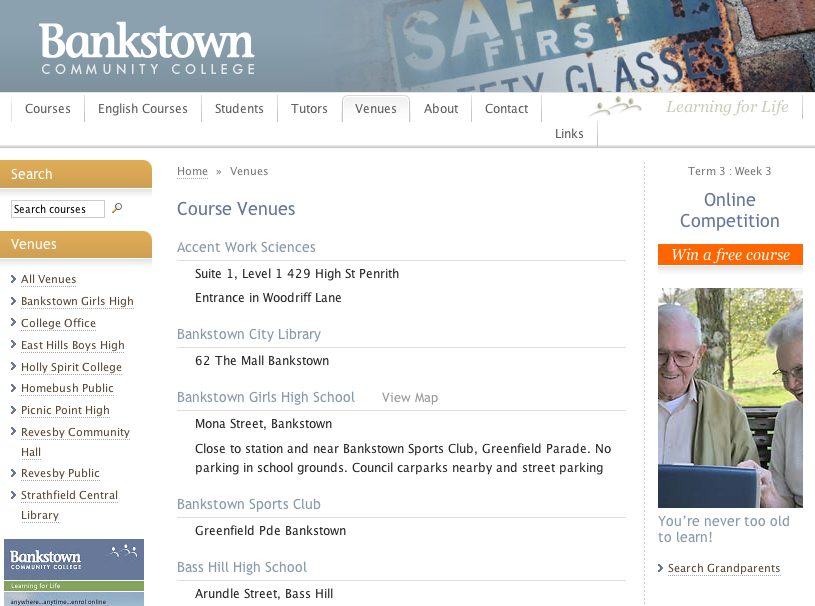 SAFETY
FIRST
SAFETY GLASSES
Bankstown
COMMUNITY COLLEGE
Courses
English Courses
Students
Tutors
Venues
About
Contact
Learning for Life
Links
Search
Search courses
Venues
All Venues
Bankstown Girls High
College Office
East Hills Boys High
Holly Spirit College
Homebush Public
Picnic Point High
Revesby Community
Hall
Revesby Public
Strathfield Central
Library
Bankstown
COMMUNITY COLLEGE
Learning for Life
anywhere...anytime...enrol online
Home » Venues
Course Venues
Accent Work Sciences
Suite 1, Level 1 429 High St Penrith
Entrance in Woodriff Lane
Bankstown City Library
62 The Mall Bankstown
Bankstown Girls High School View Map
Mona Street, Bankstown
Close to station and near Bankstown Sports Club, Greenfield Parade. No
parking in school grounds. Council carparks nearby and street parking
Bankstown Sports Club
Greenfield Pde Bankstown
Bass Hill High School
Arundle Street, Bass Hill
Term 3 : Week 3
Online
Competition
Win a free course
You're never too old
to learn!
Search Grandparents